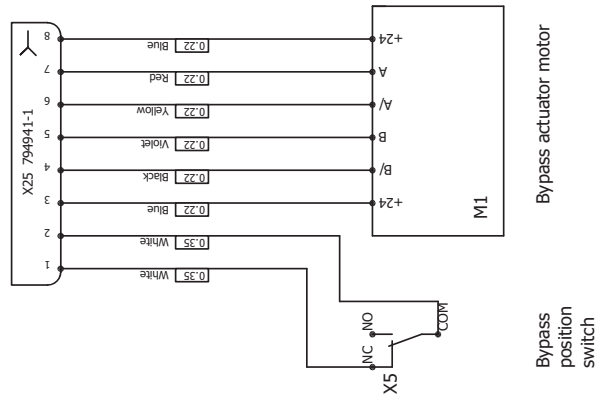 X25 794941-1
8
Blue
0.22
+24
7
Red
0.22
A
6
Yellow
0.22
A/
5
Violet
0.22
B
4
Black
0.22
B/
3
Blue
0.22
+24
2
White
0.35
1
White
0.35
M1
Bypass actuator motor
NO
NC
COM
X5
Bypass
position
switch